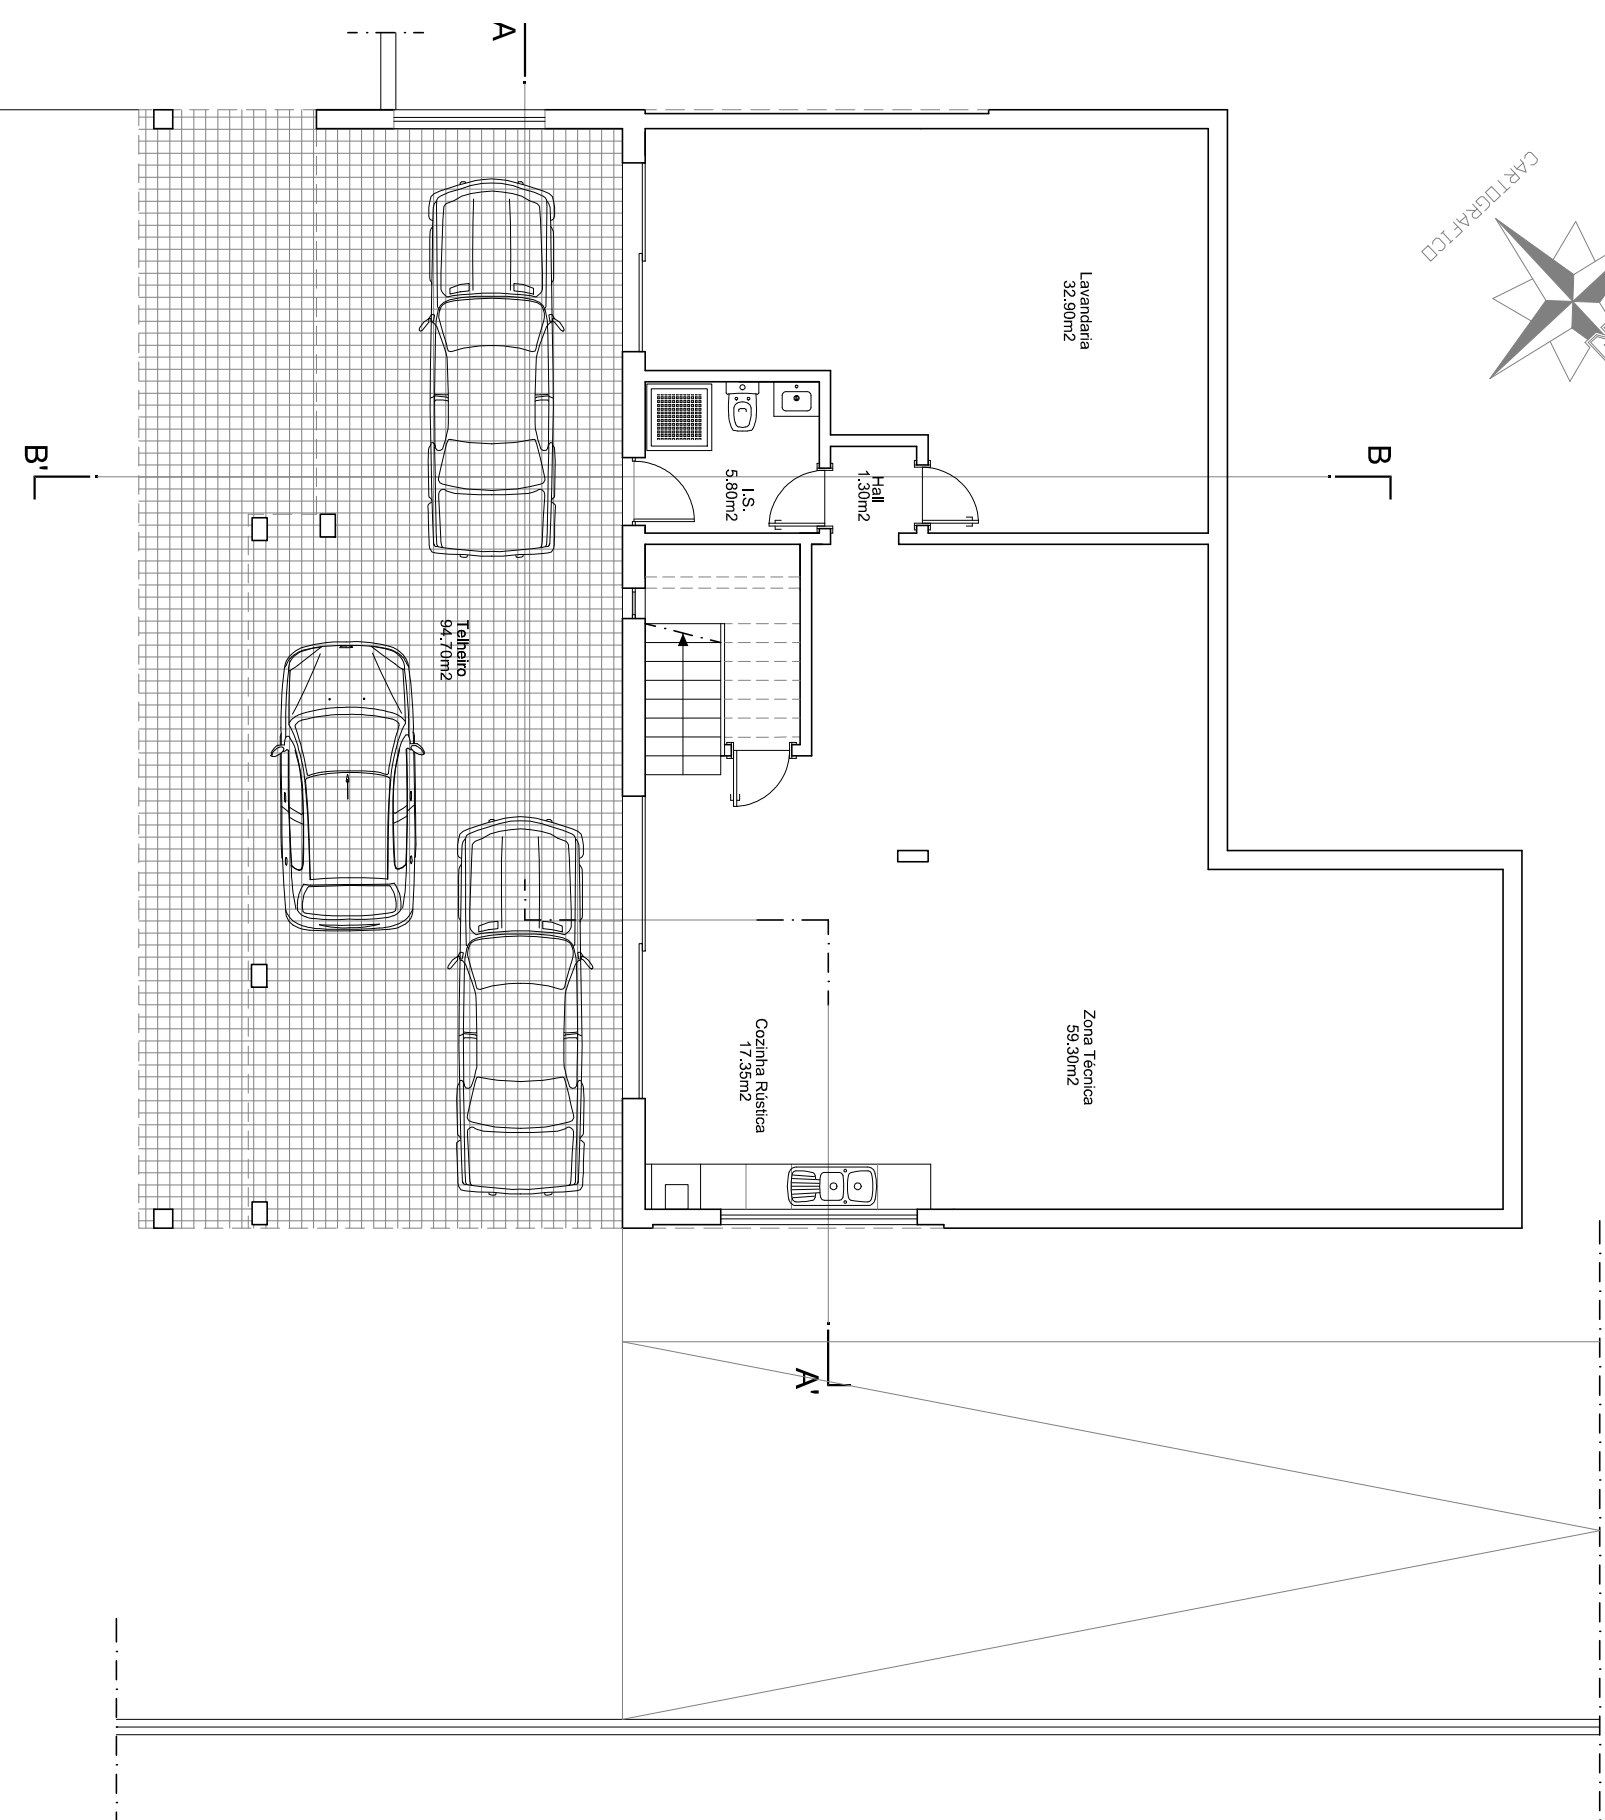 A
CARTOGRAFICO
Lavandaria
32.90m2
B'
B
I.S.
5.80m2
Hall
1.30m2
Telheiro
94.70m2
Cozinha Rústica
17.35m2
Zona Técnica
59.30m2
A'